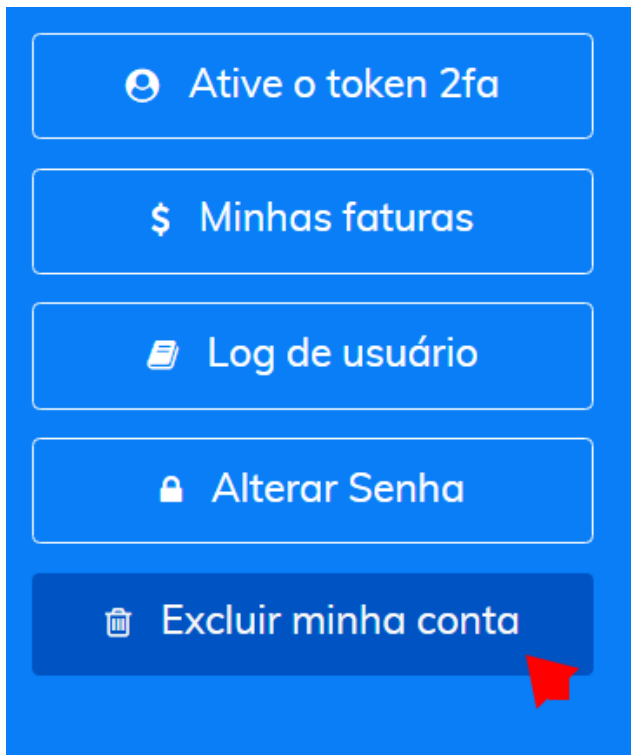 Ative o token 2fa
$ Minhas faturas
Log de usuário
Alterar Senha
Excluir minha conta